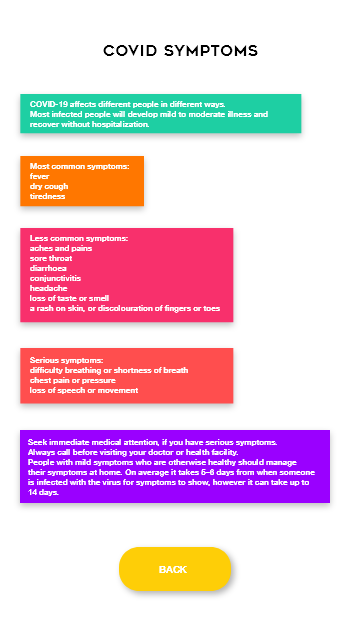 COVID SYMPTOMS
COVID-19 affects different people in different ways.
Most infected people will develop mild to moderate illness and
recover without hospitalization.
Most common symptoms:
fever
dry cough
tiredness
Less common symptoms:
aches and pains
sore throat
diarrhoea
conjunctivitis
headache
loss of taste or smell
a rash on skin, or discolouration of fingers or toes
Serious symptoms:
difficulty breathing or shortness of breath
chest pain or pressure
loss of speech or movement
Seek immediate medical attention, if you have serious symptoms.
Always call before visiting your doctor or health facility.
People with mild symptoms who are otherwise healthy should manage
their symptoms at home. On average it takes 5–6 days from when someone
is infected with the virus for symptoms to show, however it can take up to
14 days.
BACK